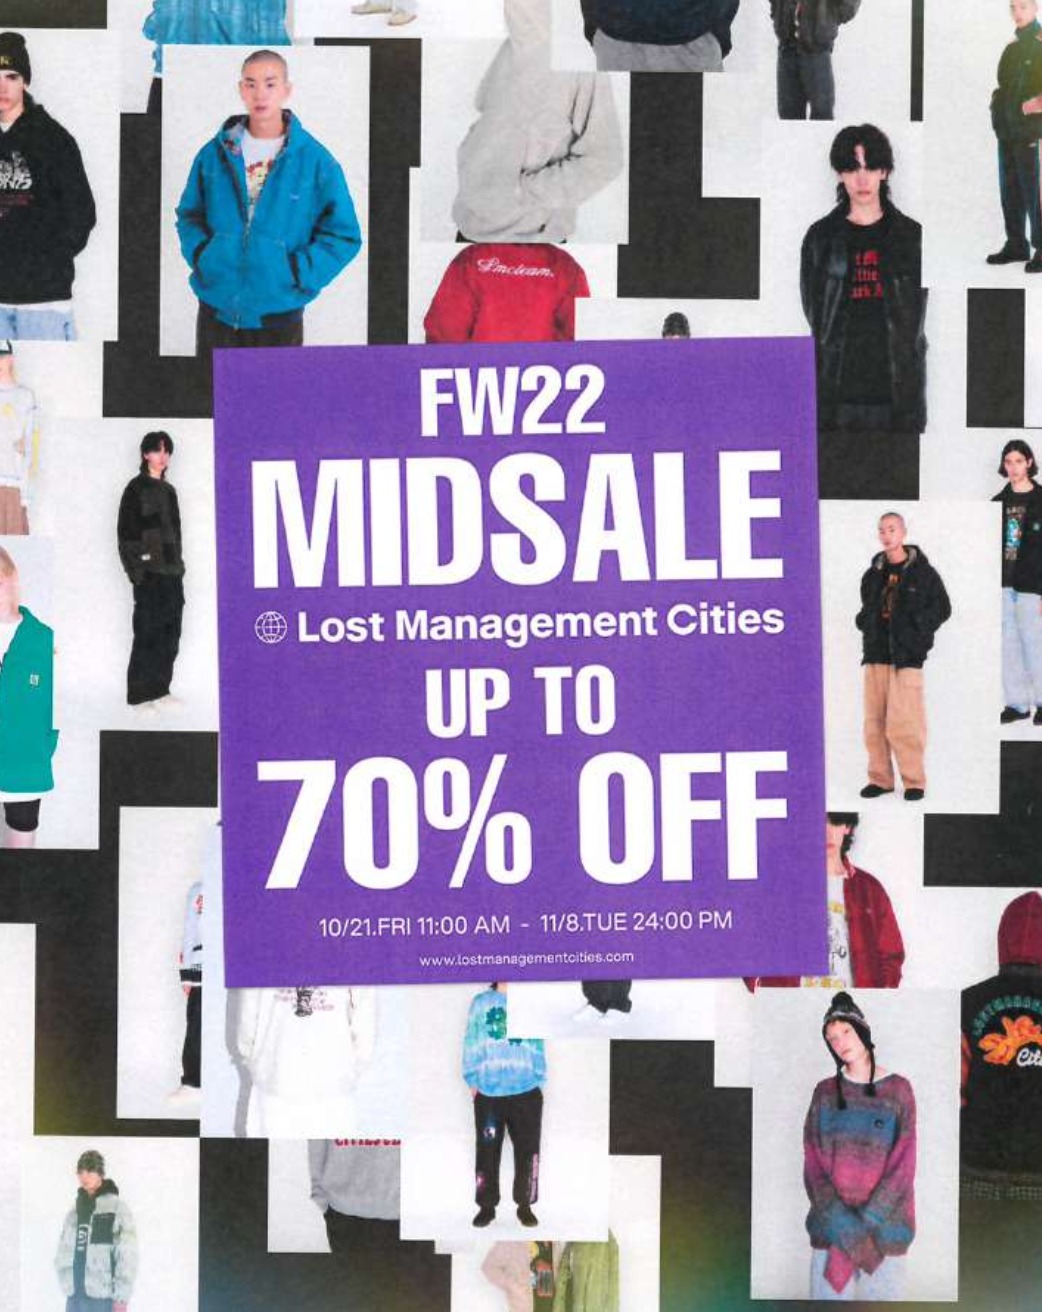 Lmcteam.
FW22
MIDSALE
Lost Management Cities
UP TO
70% OFF
10/21.FRI 11:00 AM - 11/8.TUE 24:00 PM
www.lostmanagementcities.com